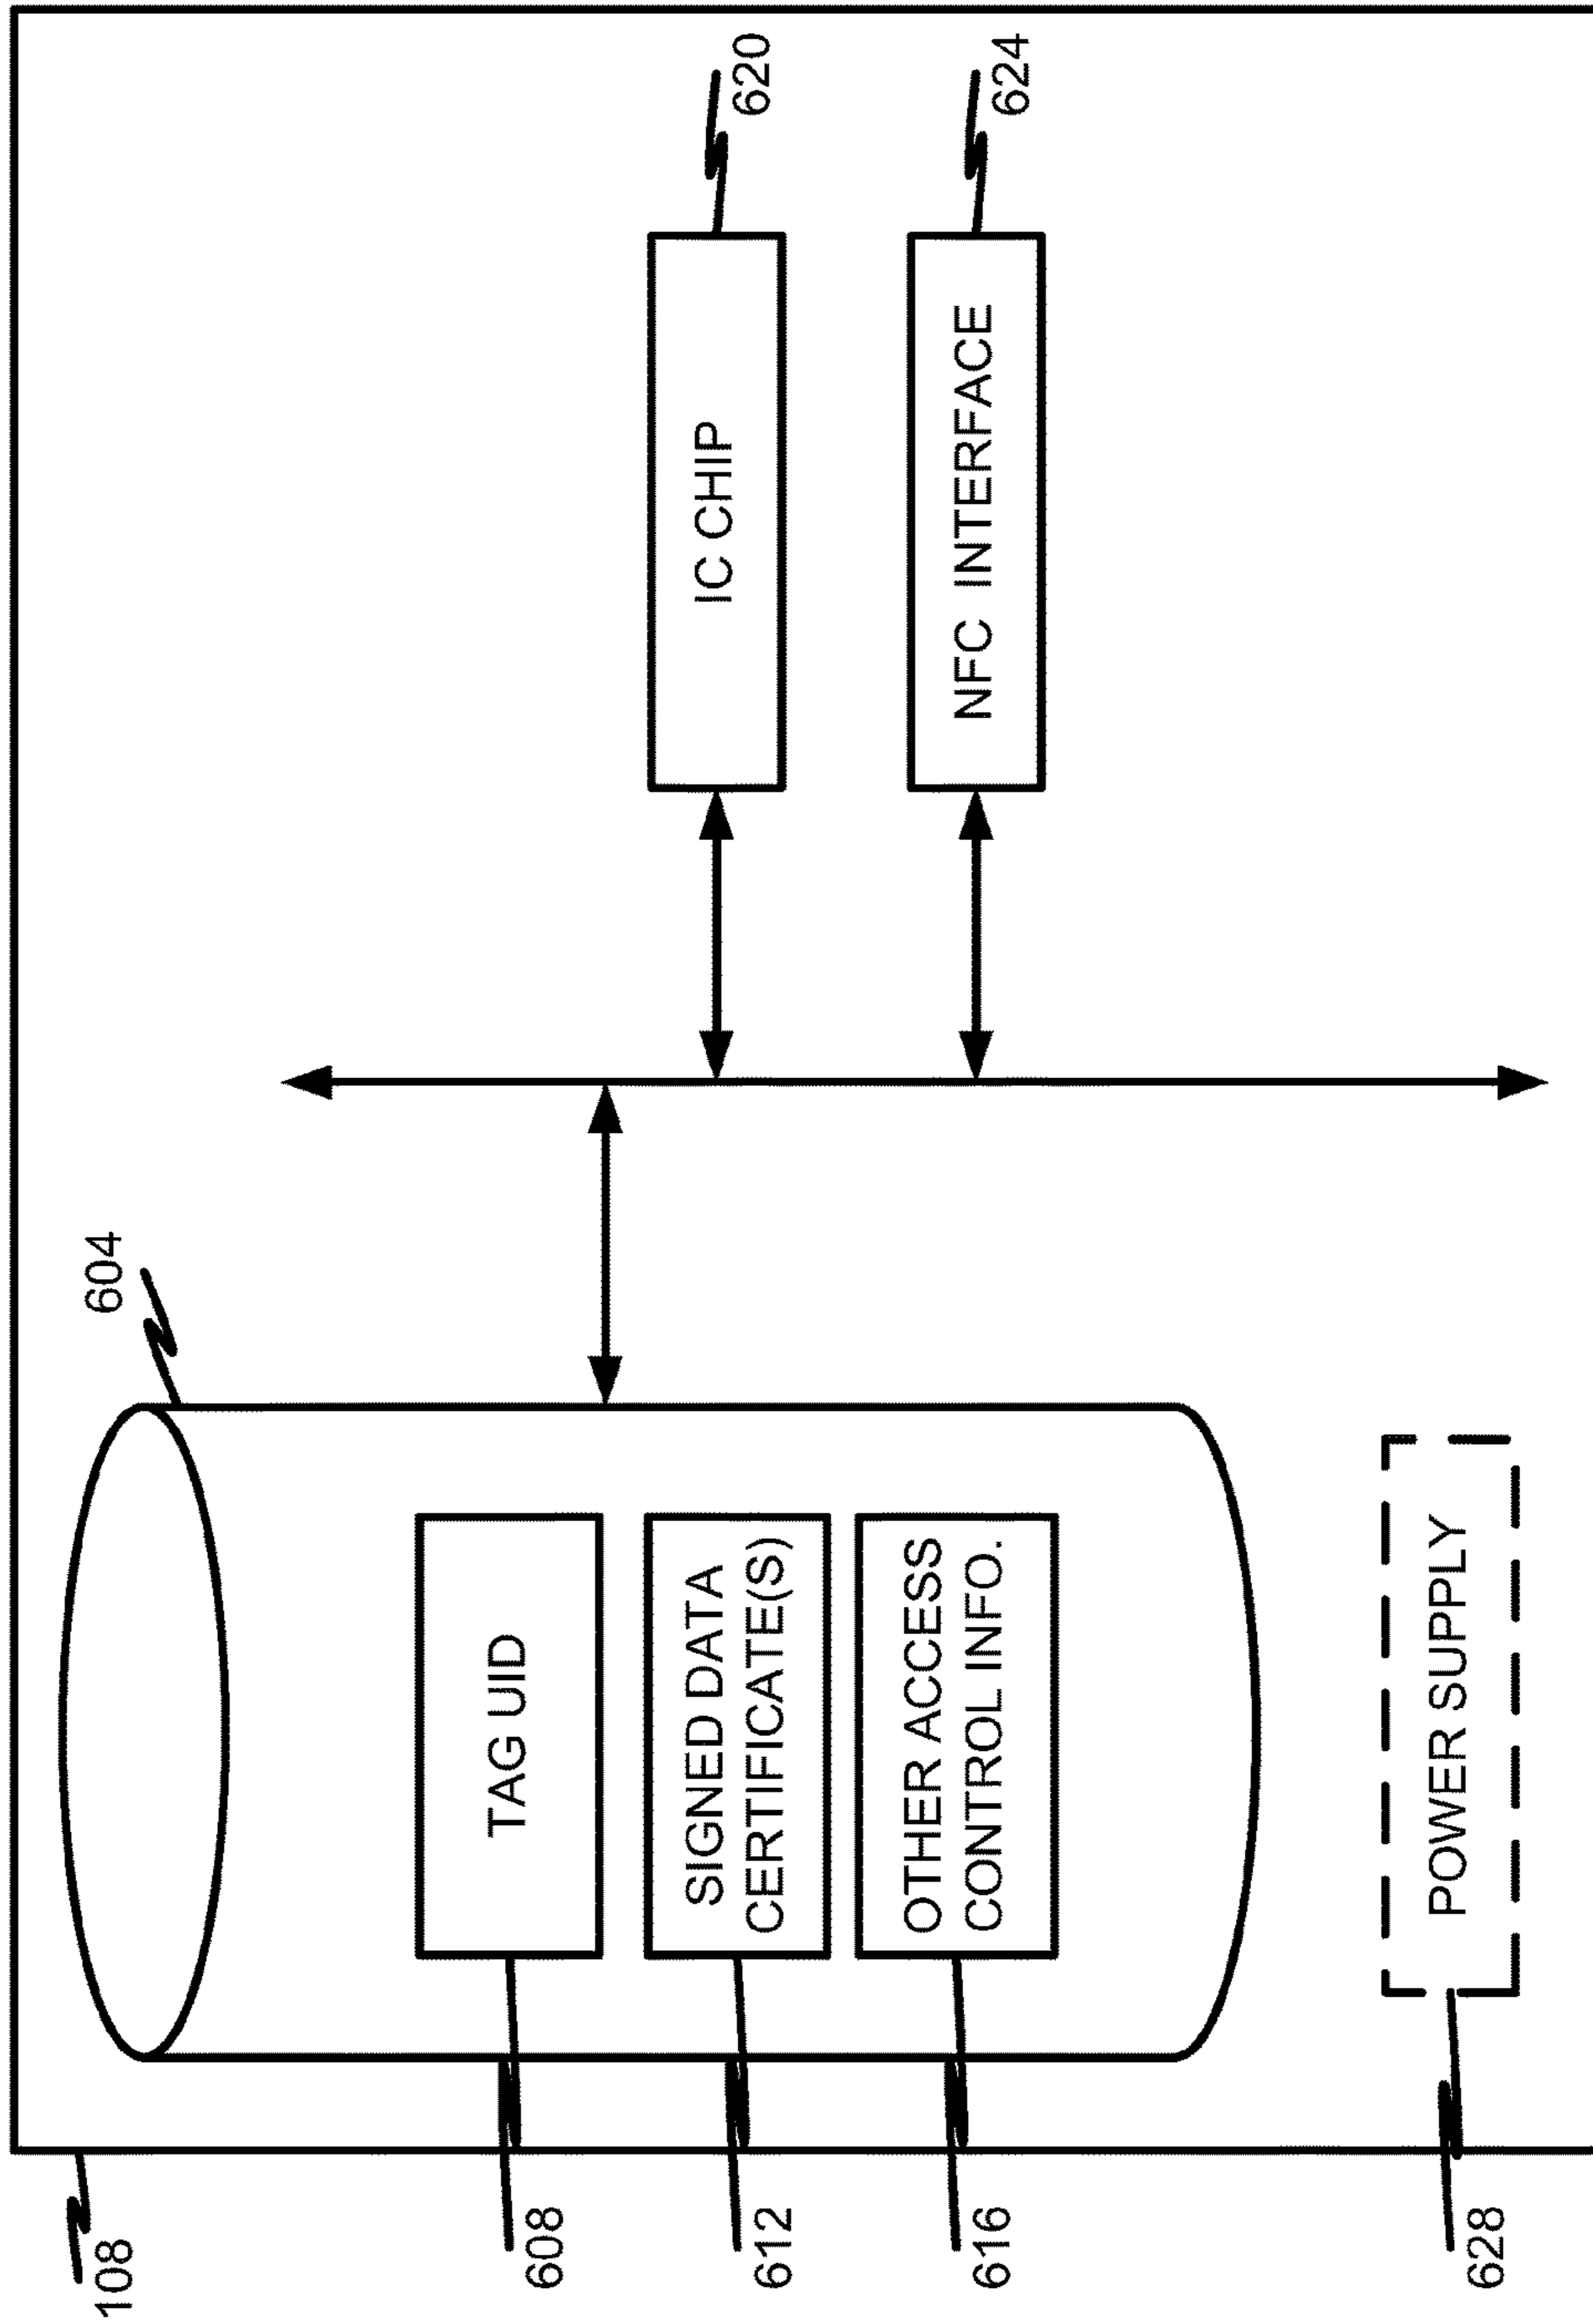 108
604
608
TAG UID
612
SIGNED DATA
CERTIFICATE(S)
616
OTHER ACCESS
CONTROL INFO.
628
POWER SUPPLY
IC CHIP
620
NFC INTERFACE
624